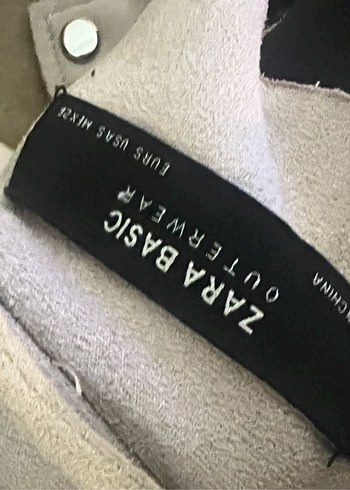 ZARA BASIC
OUTERWEAR
EUR S USA S MEX 26
CHINA